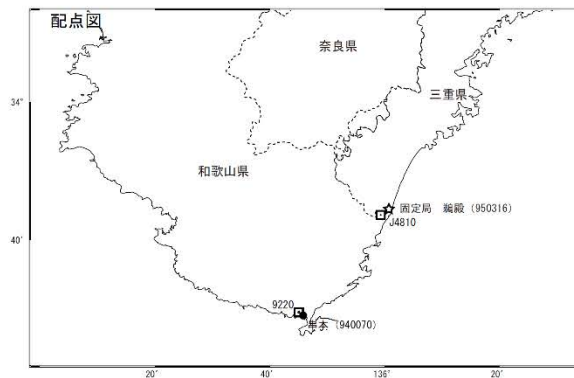 配点図
奈良県
34°
三重県
和歌山県
固定局 鵜殿 (950316)
J4810
40′
9220
串本 (940070)
20′
40′
136°
20′